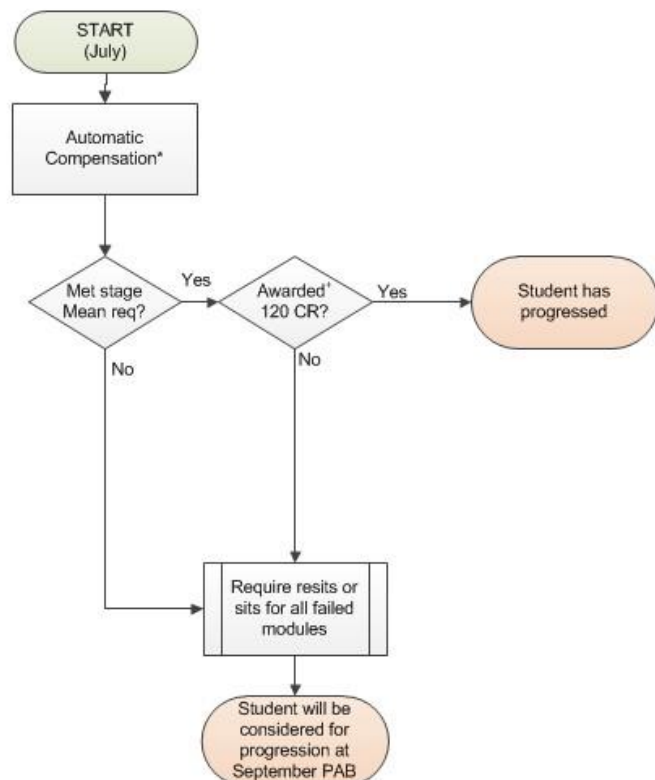 START
(July)
Automatic
Compensation*
Met stage
Mean req?
Yes
No
Awarded⁺
120 CR?
Yes
No
Student has
progressed
Require resits or
sits for all failed
modules
Student will be
considered for
progression at
September PAB